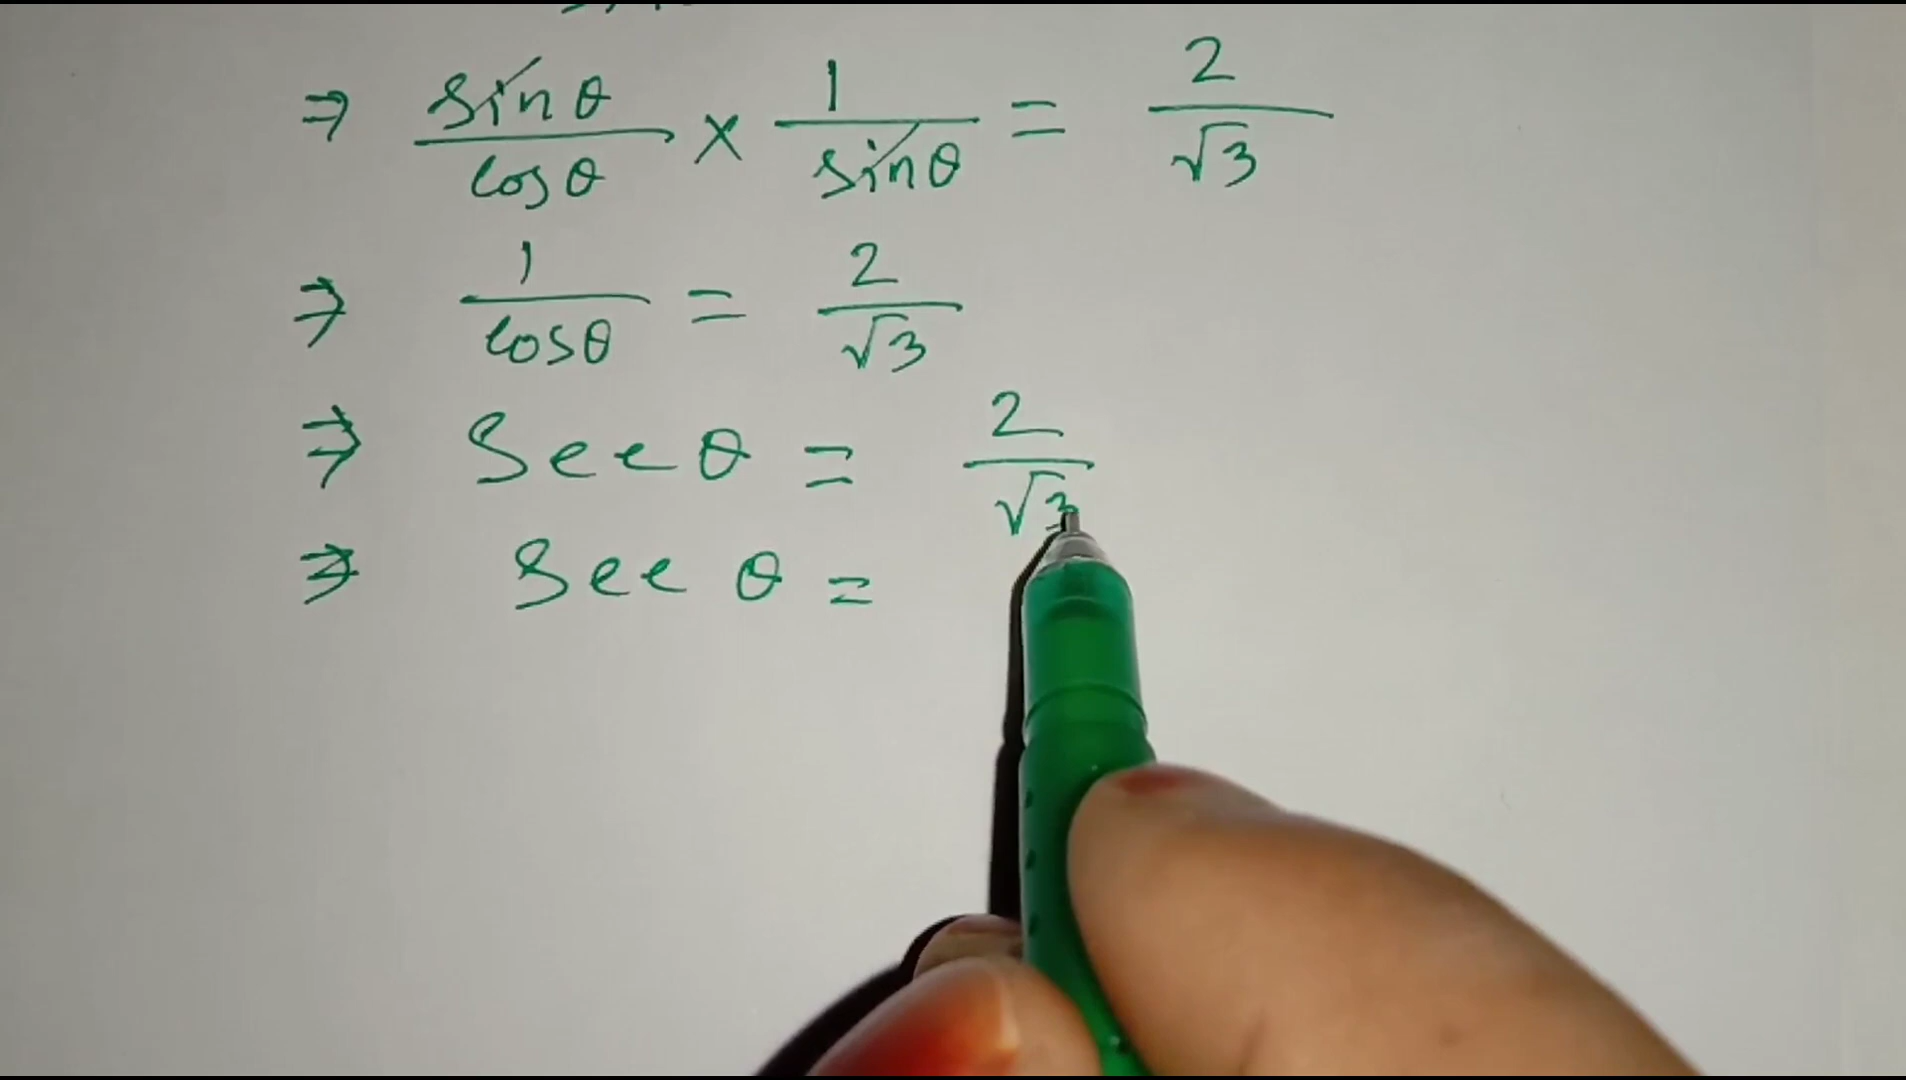 ⇒ sinθ/cosθ × 1/sinθ = 2/√3
⇒ 1/cosθ = 2/√3
⇒ Secθ = 2/√3
⇒ Sec θ =